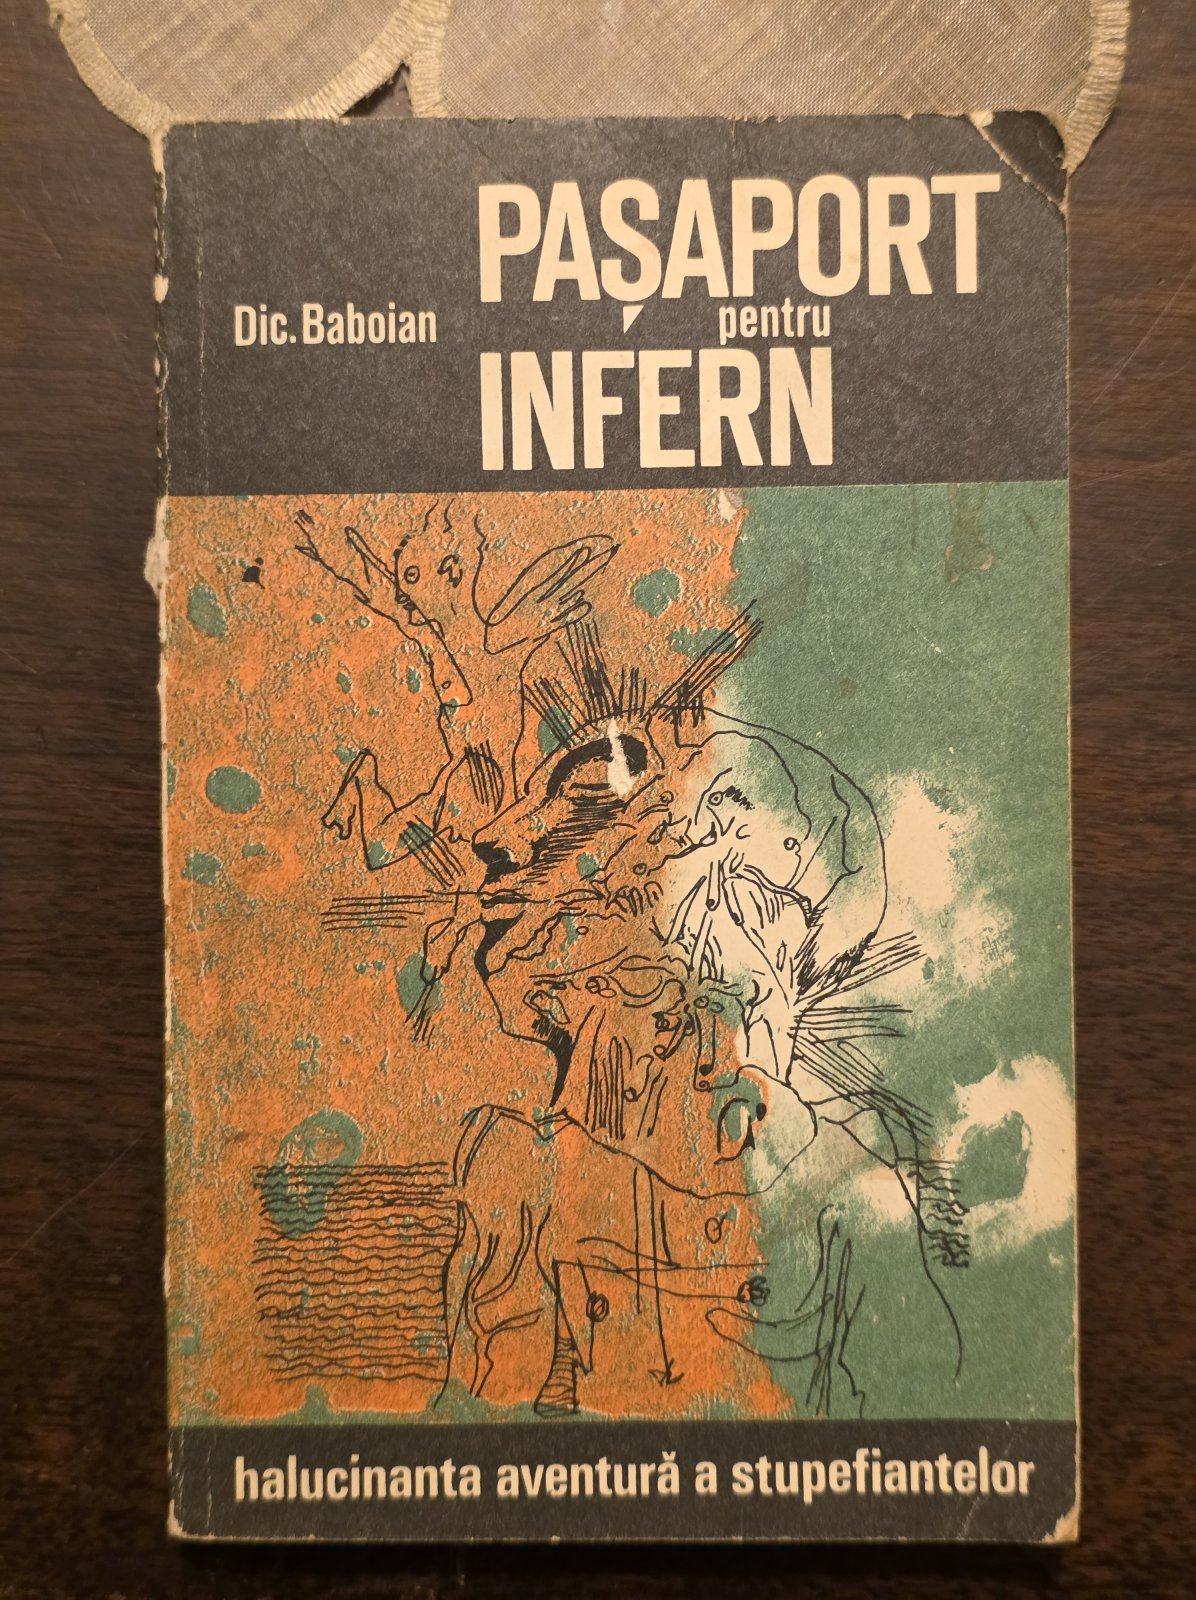 PAȘAPORT
Dic. Baboian
pentru
INFERN
halucinanta aventură a stupefiantelor